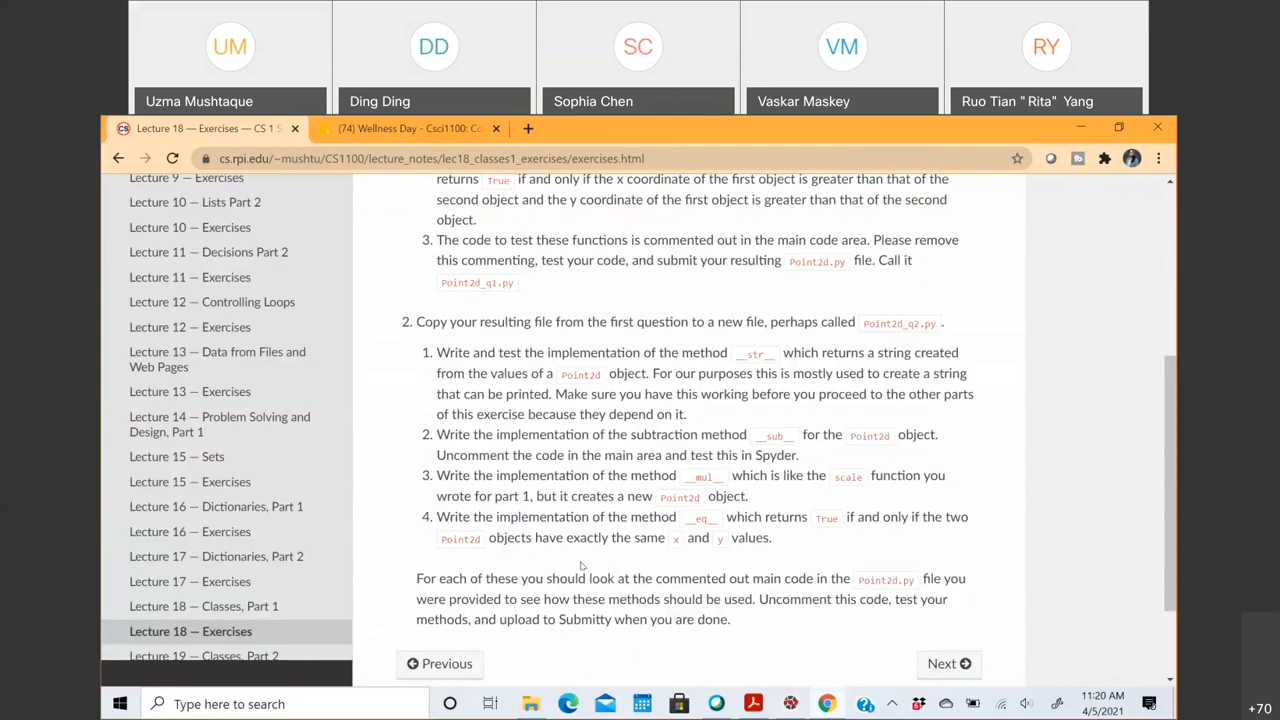 UM
DD
SC
VM
RY
Uzma Mushtaque
Ding Ding
Sophia Chen
Vaskar Maskey
Ruo Tian " Rita" Yang
CS
Lecture 18 — Exercises — CS 1 S
(74) Wellness Day - Csci1100: Co
cs.rpi.edu/~mushtu/CS1100/lecture_notes/lec18_classes1_exercises/exercises.html
Lecture 9 — Exercises
Lecture 10 — Lists Part 2
Lecture 10 — Exercises
Lecture 11 — Decisions Part 2
Lecture 11 — Exercises
Lecture 12 — Controlling Loops
Lecture 12 — Exercises
Lecture 13 — Data from Files and
Web Pages
Lecture 13 — Exercises
Lecture 14 — Problem Solving and
Design, Part 1
Lecture 15 — Sets
Lecture 15 — Exercises
Lecture 16 — Dictionaries, Part 1
Lecture 16 — Exercises
Lecture 17 — Dictionaries, Part 2
Lecture 17 — Exercises
Lecture 18 — Classes, Part 1
Lecture 18 — Exercises
Lecture 19 — Classes, Part 2
returns True if and only if the x coordinate of the first object is greater than that of the
second object and the y coordinate of the first object is greater than that of the second
object.
3. The code to test these functions is commented out in the main code area. Please remove
this commenting, test your code, and submit your resulting Point2d.py file. Call it
Point2d_q1.py
2. Copy your resulting file from the first question to a new file, perhaps called Point2d_q2.py .
1. Write and test the implementation of the method __str__ which returns a string created
from the values of a Point2d object. For our purposes this is mostly used to create a string
that can be printed. Make sure you have this working before you proceed to the other parts
of this exercise because they depend on it.
2. Write the implementation of the subtraction method __sub__ for the Point2d object.
Uncomment the code in the main area and test this in Spyder.
3. Write the implementation of the method __mul__ which is like the scale function you
wrote for part 1, but it creates a new Point2d object.
4. Write the implementation of the method __eq__ which returns True if and only if the two
Point2d objects have exactly the same x and y values.
For each of these you should look at the commented out main code in the Point2d.py file you
were provided to see how these methods should be used. Uncomment this code, test your
methods, and upload to Submitty when you are done.
Previous
Next
Type here to search
11:20 AM
4/5/2021
+70